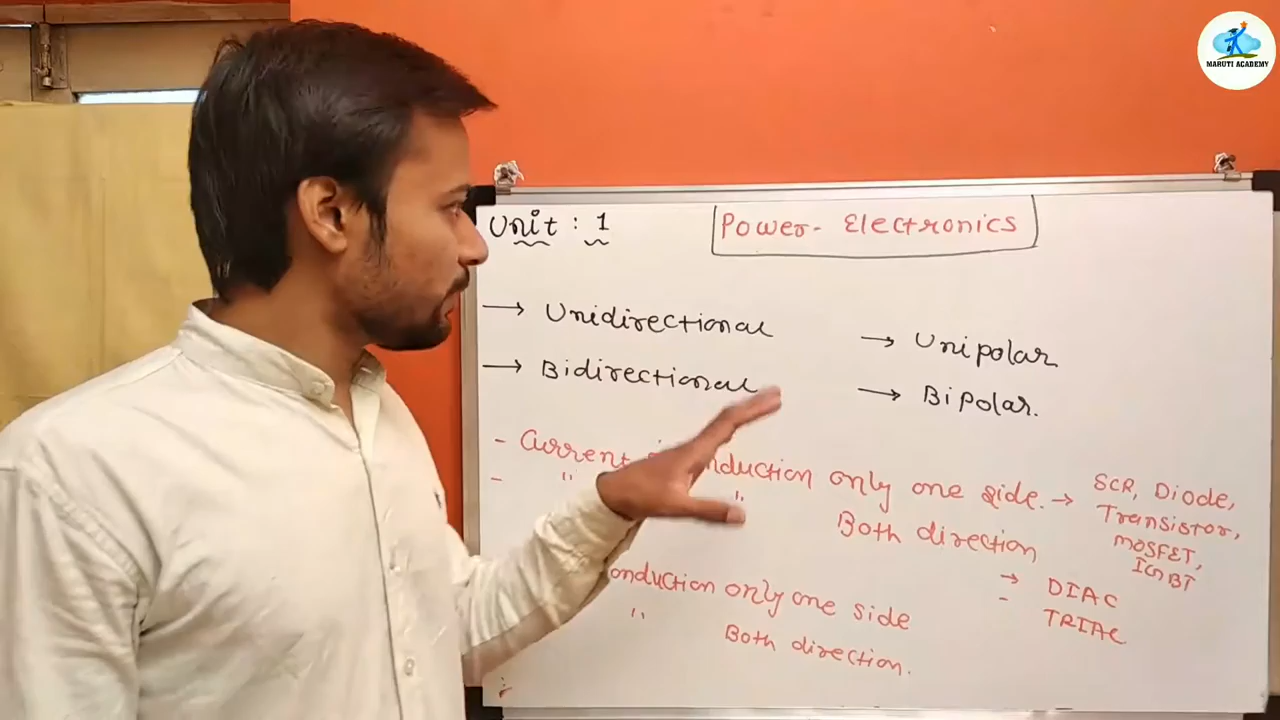 MARUTI ACADEMY
Unit : 1
Power- Electronics
→ Unidirectional
→ Bidirectional
→ Unipolar
→ Bipolar.
- Current conduction only one side. → SCR, Diode,
Transistor,
MOSFET,
IGBT
- " " Both direction
→ DIAC
- TRIAC
conduction only one side
" Both direction.